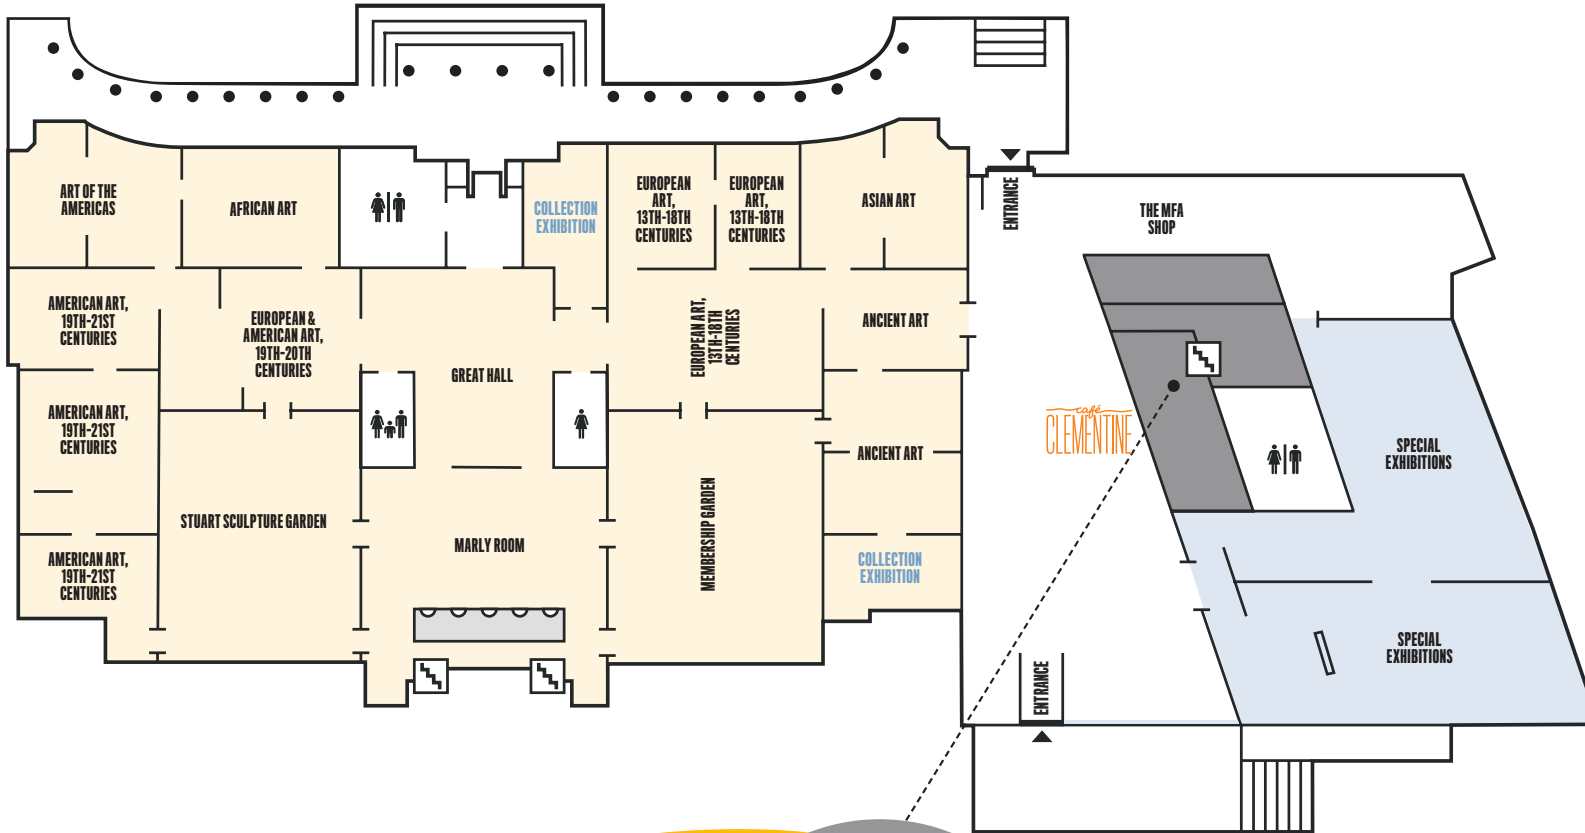 ART OF THE
AMERICAS
AFRICAN ART
COLLECTION
EXHIBITION
EUROPEAN
ART,
13TH-18TH
CENTURIES
EUROPEAN
ART,
13TH-18TH
CENTURIES
ASIAN ART
ENTRANCE
THE MFA
SHOP
AMERICAN ART,
19TH-21ST
CENTURIES
EUROPEAN &
AMERICAN ART,
19TH-20TH
CENTURIES
GREAT HALL
EUROPEAN ART,
13TH-18TH
CENTURIES
ANCIENT ART
AMERICAN ART,
19TH-21ST
CENTURIES
café
CLEMENTINE
ANCIENT ART
SPECIAL
EXHIBITIONS
STUART SCULPTURE GARDEN
MARLY ROOM
MEMBERSHIP GARDEN
AMERICAN ART,
19TH-21ST
CENTURIES
COLLECTION
EXHIBITION
SPECIAL
EXHIBITIONS
ENTRANCE